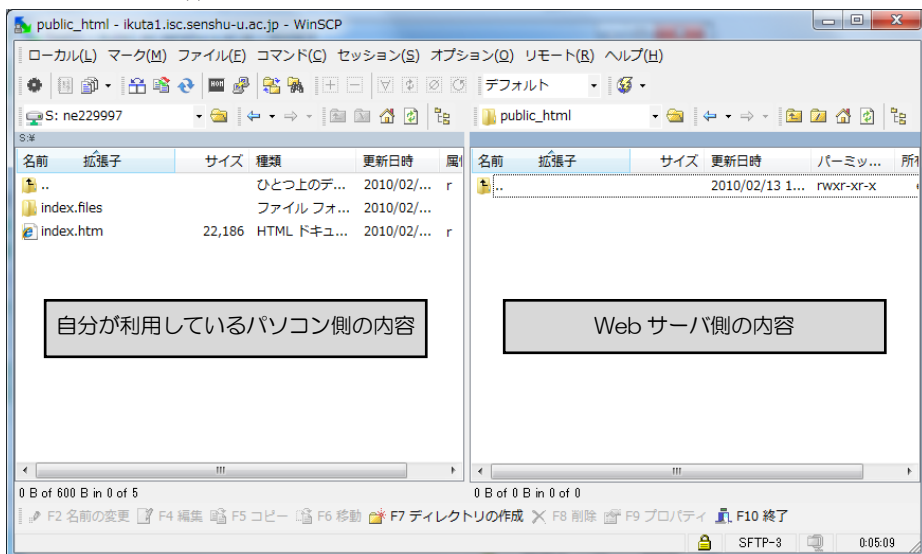 public_html - ikuta1.isc.senshu-u.ac.jp - WinSCP
ローカル(L) マーク(M) ファイル(F) コマンド(C) セッション(S) オプション(O) リモート(R) ヘルプ(H)
デフォルト
S: ne229997 public_html
S:¥
名前 拡張子 サイズ 種類 更新日時 属 名前 拡張子 サイズ 更新日時 パーミッ... 所
.. ひとつ上のデ... 2010/02/... r .. 2010/02/13 1... rwxr-xr-x
index.files ファイル フォ... 2010/02/...
index.htm 22,186 HTML ドキュ... 2010/02/... r
自分が利用しているパソコン側の内容 Web サーバ側の内容
0 B of 600 B in 0 of 5 0 B of 0 B in 0 of 0
F2 名前の変更 F4 編集 F5 コピー F6 移動 F7 ディレクトリの作成 F8 削除 F9 プロパティ F10 終了
SFTP-3 0:05:09